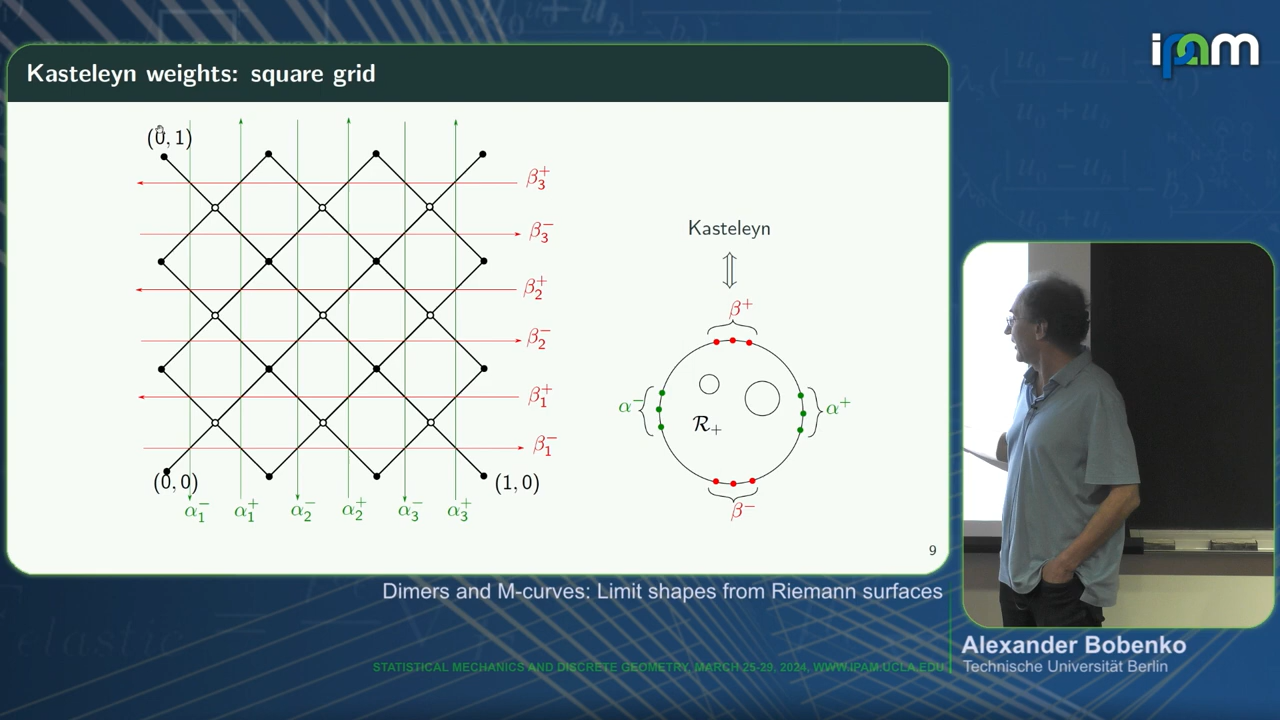 ipam
Kasteleyn weights: square grid
(0, 1)
β₃⁺
β₃⁻
β₂⁺
β₂⁻
β₁⁺
β₁⁻
(0, 0)
(1, 0)
α₁⁻ α₁⁺ α₂⁻ α₂⁺ α₃⁻ α₃⁺
Kasteleyn
β⁺
α⁻
α⁺
ℛ₊
β⁻
9
Dimers and M-curves: Limit shapes from Riemann surfaces
Alexander Bobenko
Technische Universität Berlin
STATISTICAL MECHANICS AND DISCRETE GEOMETRY, MARCH 25-29, 2024, WWW.IPAM.UCLA.EDU